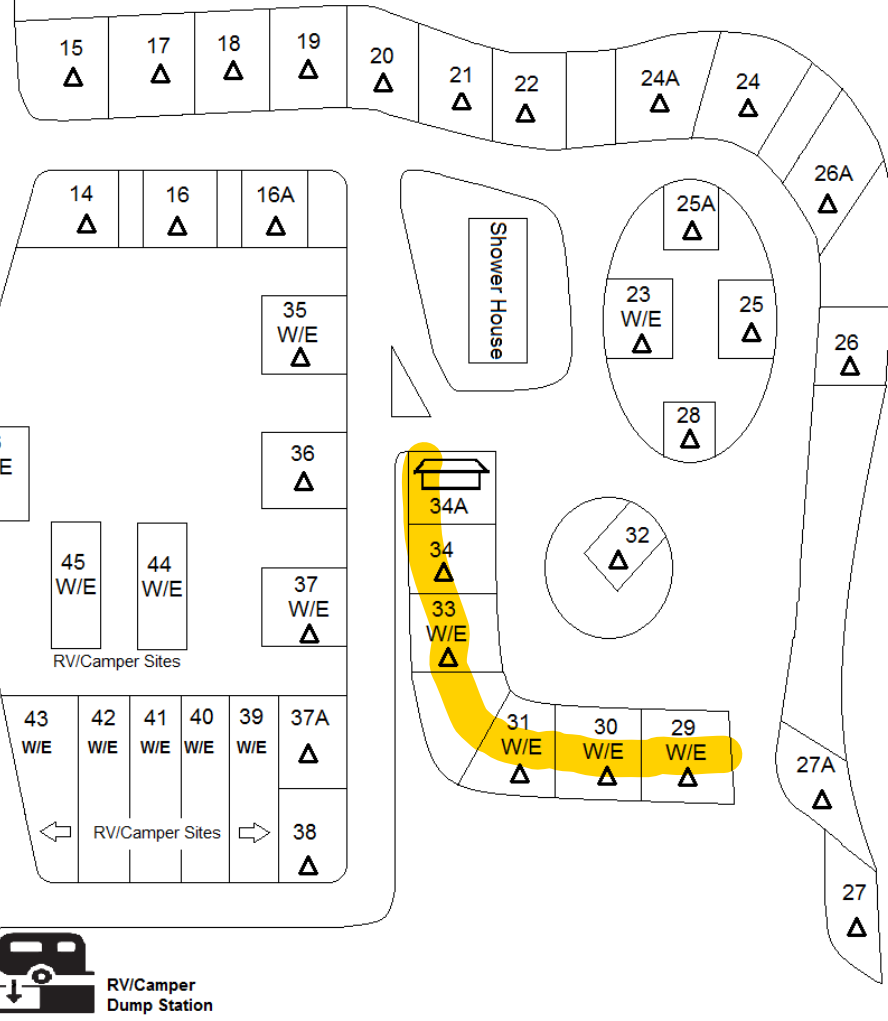 15
17
18
19
20
21
22
24A
24
26A
14
16
16A
Shower House
25A
23
W/E
25
26
28
35
W/E
36
E
34A
34
33
W/E
32
45
W/E
44
W/E
37
W/E
RV/Camper Sites
43
W/E
42
W/E
41
W/E
40
W/E
39
W/E
37A
31
W/E
30
W/E
29
W/E
27A
RV/Camper Sites
38
27
RV/Camper
Dump Station